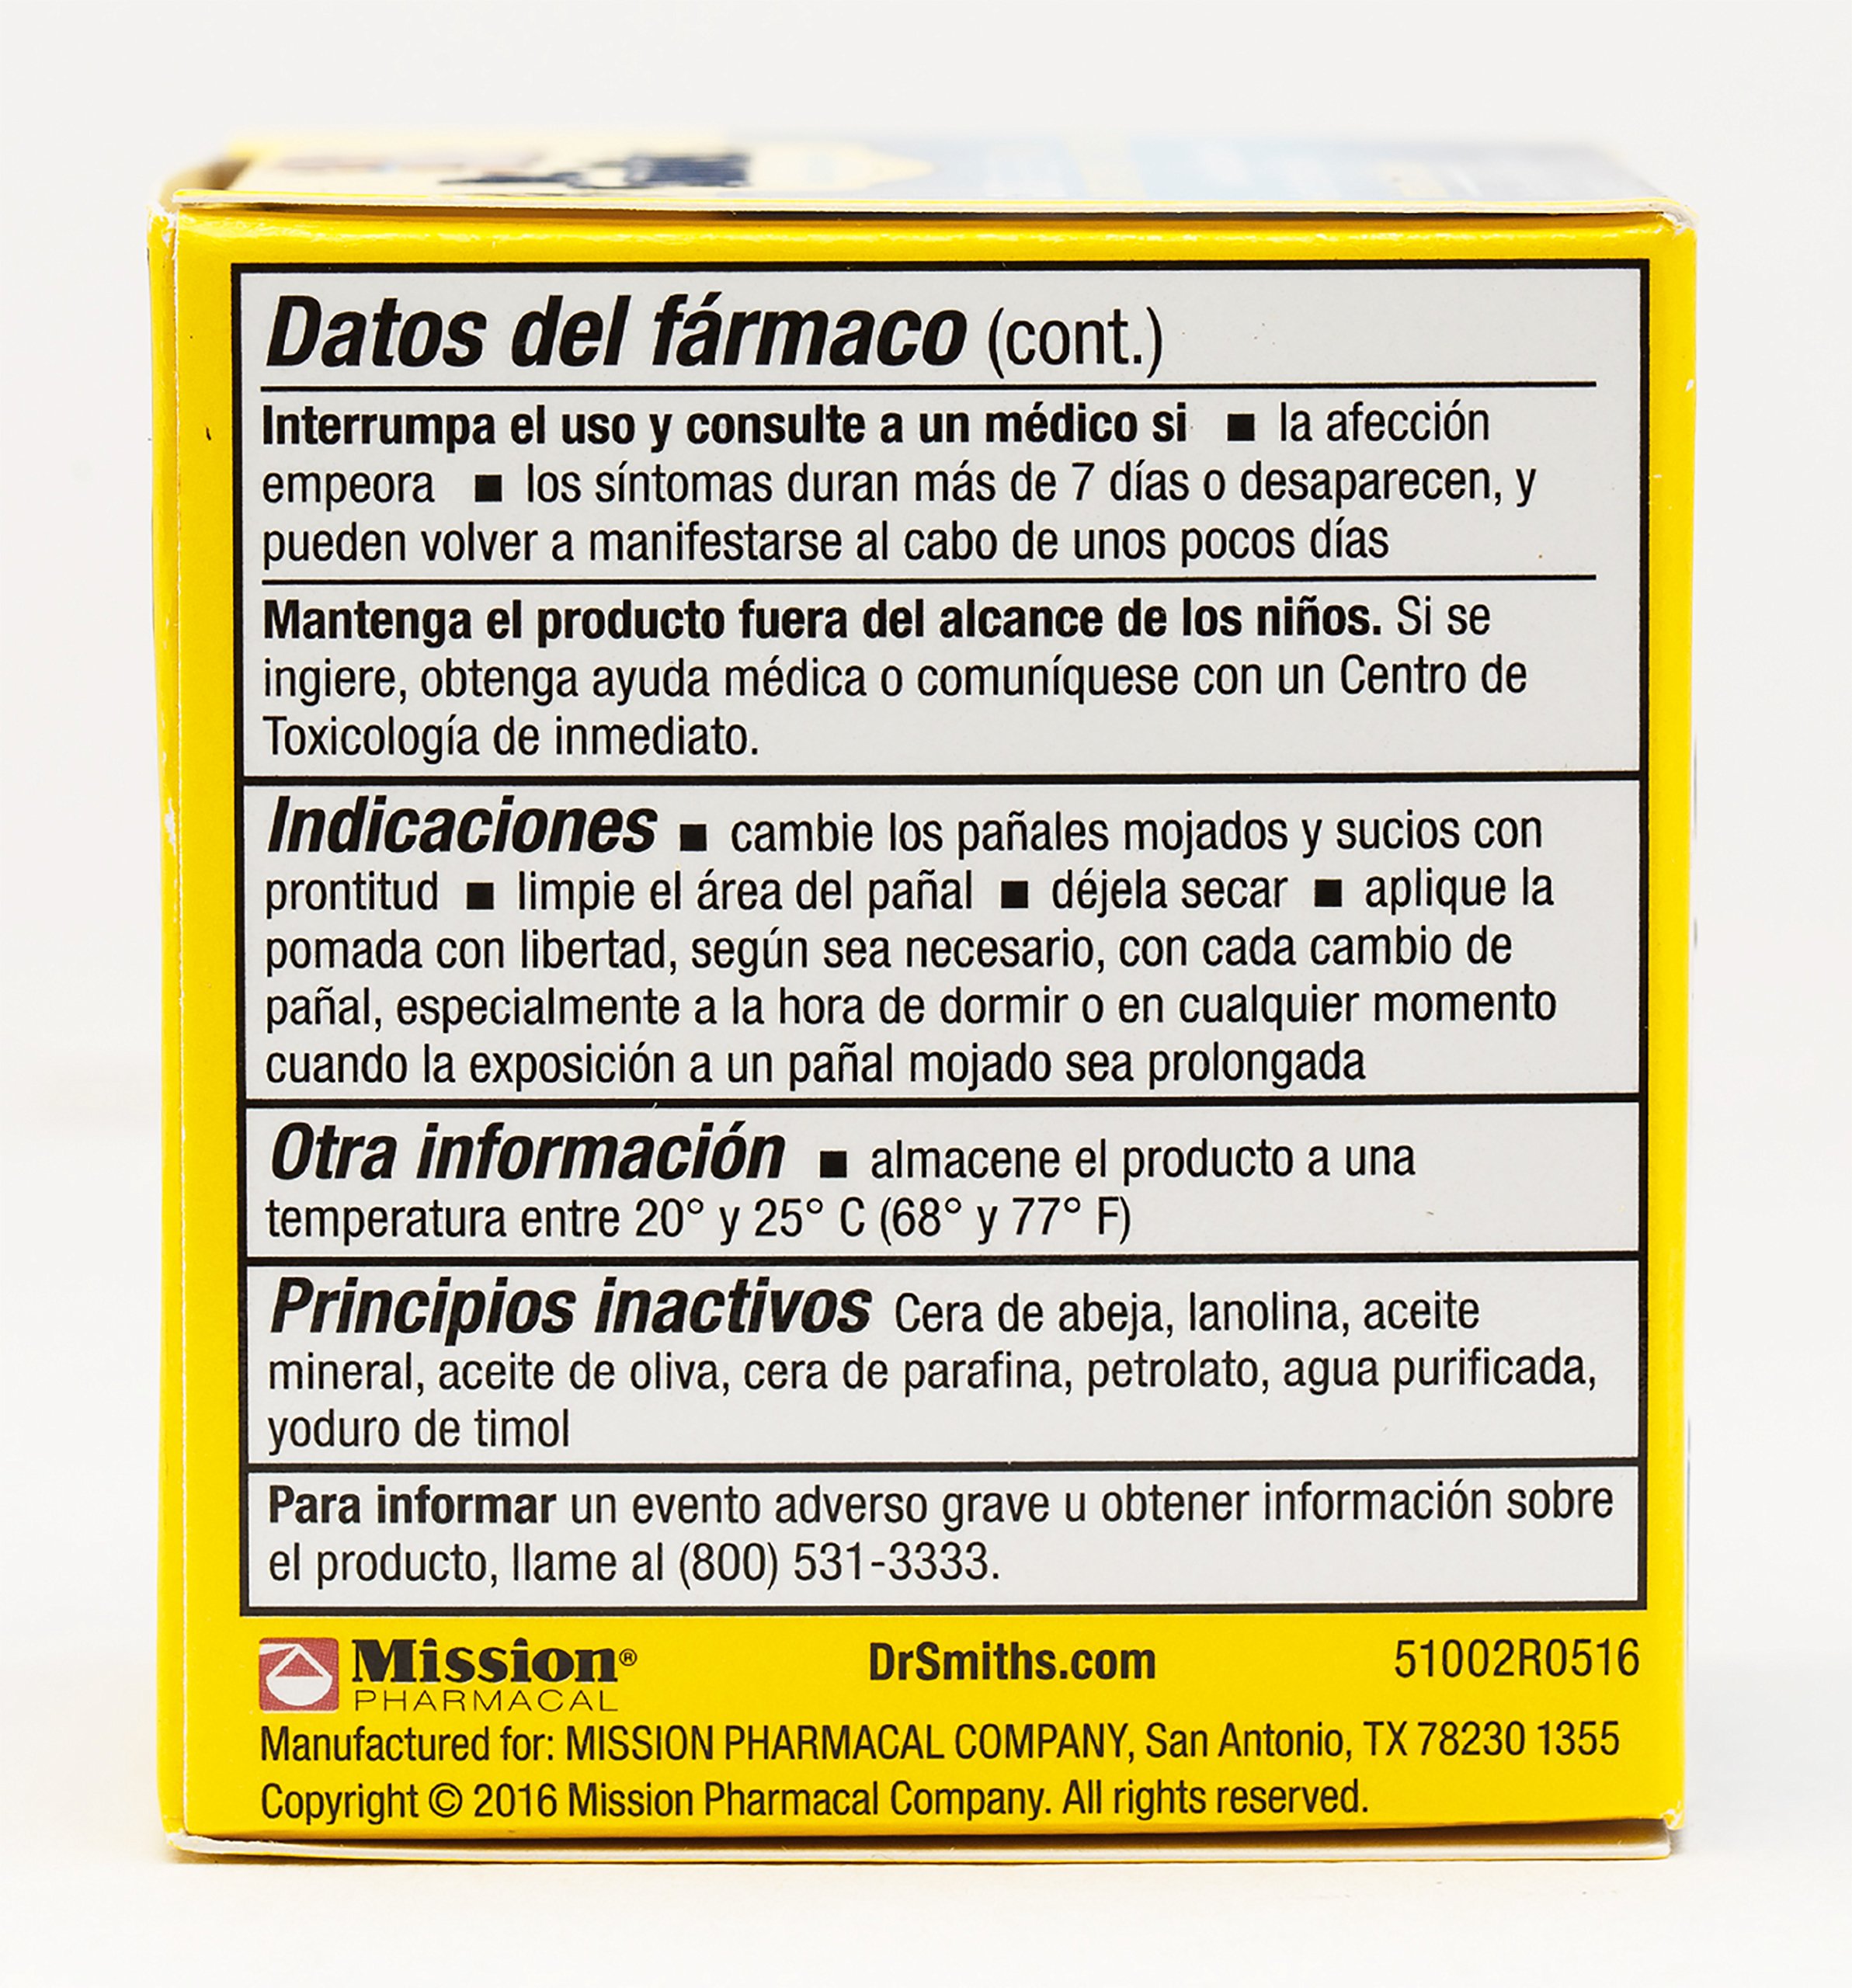 Datos del fármaco (cont.)
Interrumpa el uso y consulte a un médico si ■ la afección
empeora ■ los síntomas duran más de 7 días o desaparecen, y
pueden volver a manifestarse al cabo de unos pocos días
Mantenga el producto fuera del alcance de los niños. Si se
ingiere, obtenga ayuda médica o comuníquese con un Centro de
Toxicología de inmediato.
Indicaciones ■ cambie los pañales mojados y sucios con
prontitud ■ limpie el área del pañal ■ déjela secar ■ aplique la
pomada con libertad, según sea necesario, con cada cambio de
pañal, especialmente a la hora de dormir o en cualquier momento
cuando la exposición a un pañal mojado sea prolongada
Otra información ■ almacene el producto a una
temperatura entre 20° y 25° C (68° y 77° F)
Principios inactivos Cera de abeja, lanolina, aceite
mineral, aceite de oliva, cera de parafina, petrolato, agua purificada,
yoduro de timol
Para informar un evento adverso grave u obtener información sobre
el producto, llame al (800) 531-3333.
Mission®
PHARMACAL
DrSmiths.com
51002R0516
Manufactured for: MISSION PHARMACAL COMPANY, San Antonio, TX 78230 1355
Copyright © 2016 Mission Pharmacal Company. All rights reserved.